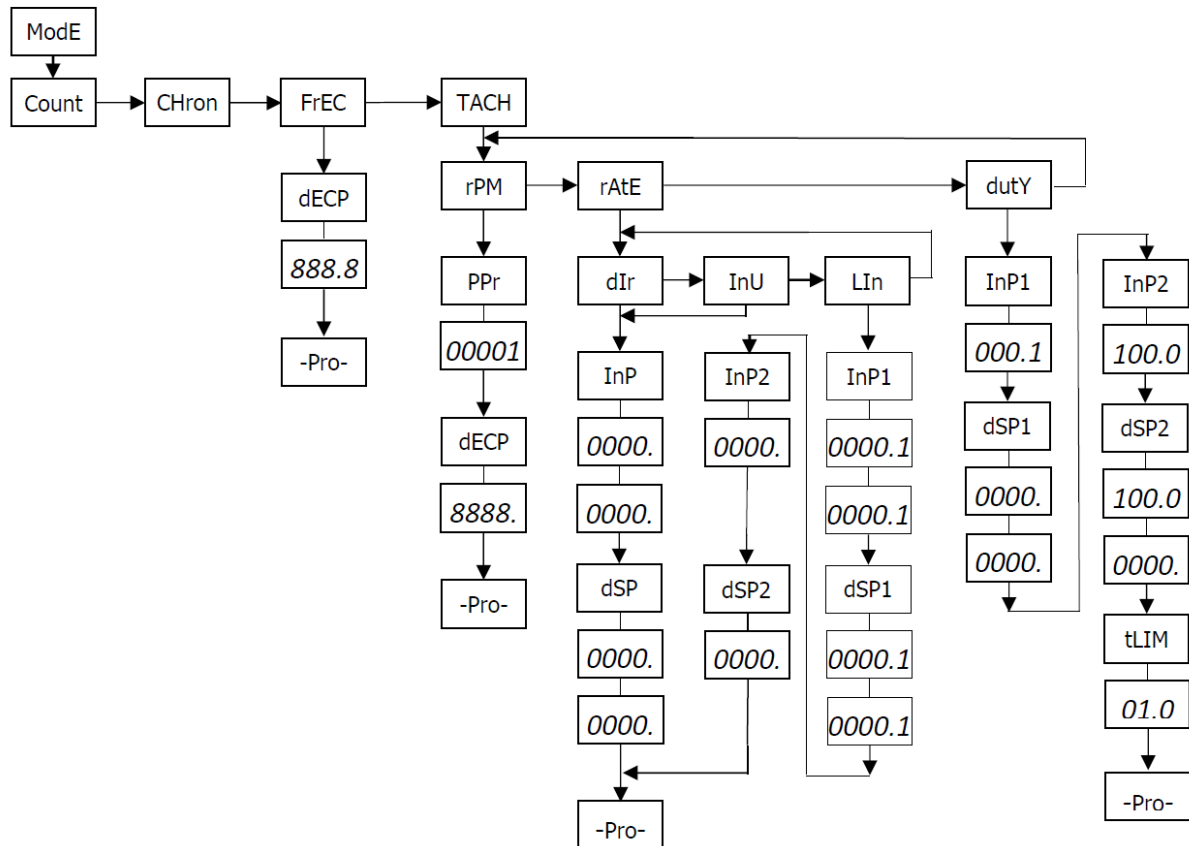 ModE
Count
CHron
FrEC
TACH
dECP
888.8
-Pro-
rPM
PPr
00001
dECP
8888.
-Pro-
rAtE
dIr
InU
LIn
InP
0000.
0000.
dSP
0000.
0000.
-Pro-
InP2
0000.
dSP2
0000.
InP1
0000.1
0000.1
dSP1
0000.1
0000.1
dutY
InP1
000.1
dSP1
0000.
0000.
InP2
100.0
dSP2
100.0
0000.
tLIM
01.0
-Pro-